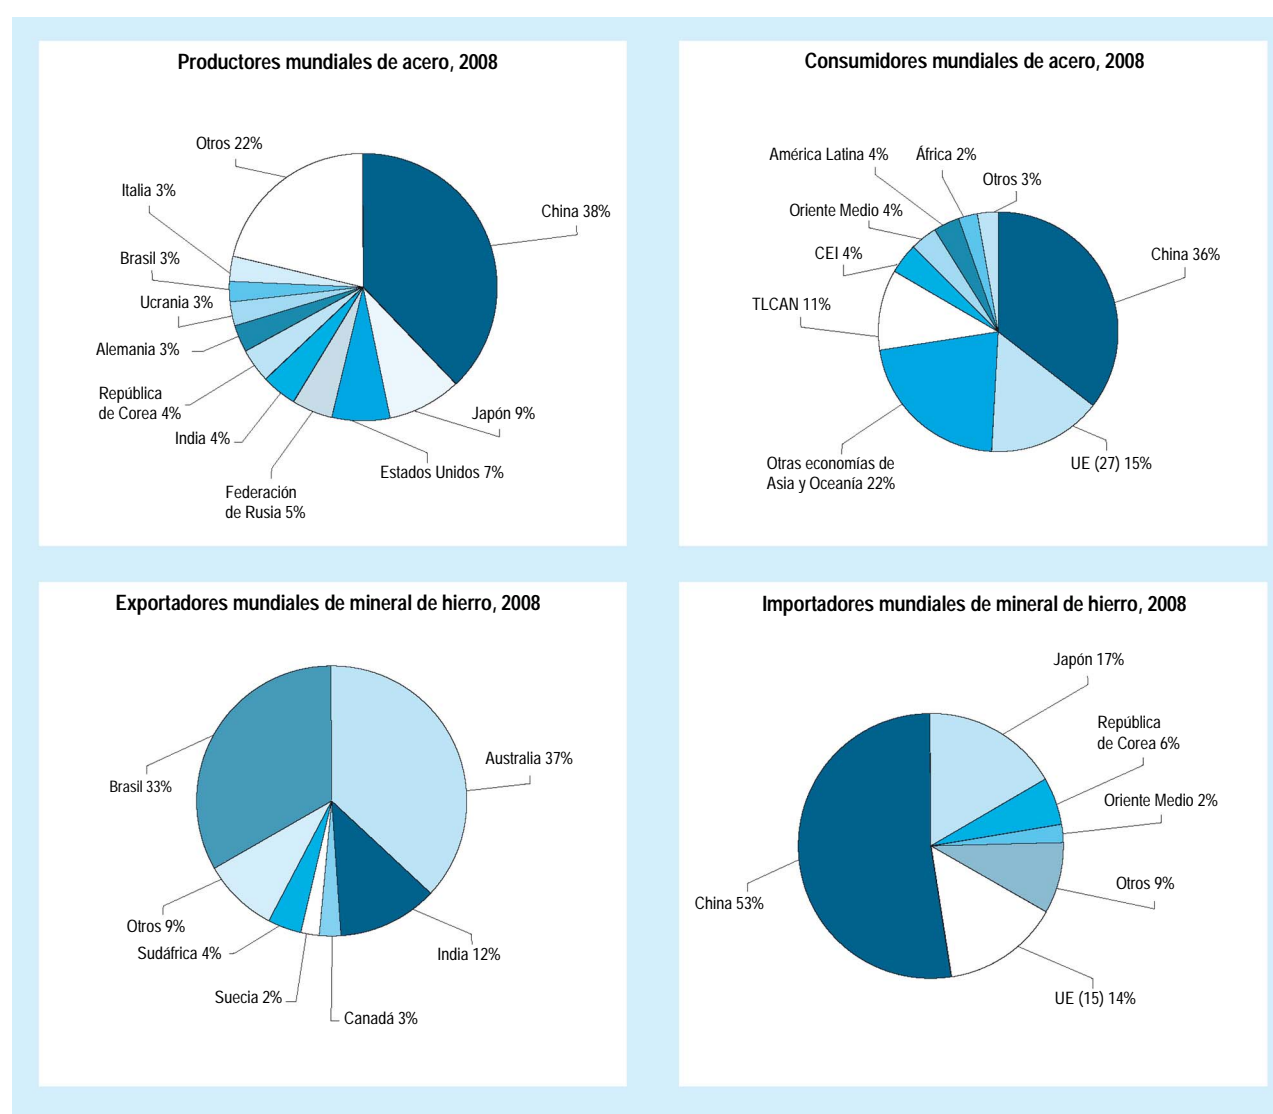 Productores mundiales de acero, 2008
Otros 22%
Italia 3%
China 38%
Brasil 3%
Ucrania 3%
Alemania 3%
República
de Corea 4%
India 4%
Japón 9%
Estados Unidos 7%
Federación
de Rusia 5%
Consumidores mundiales de acero, 2008
América Latina 4%
África 2%
Otros 3%
Oriente Medio 4%
CEI 4%
China 36%
TLCAN 11%
Otras economías de
Asia y Oceanía 22%
UE (27) 15%
Exportadores mundiales de mineral de hierro, 2008
Australia 37%
Brasil 33%
Otros 9%
Sudáfrica 4%
India 12%
Suecia 2%
Canadá 3%
Importadores mundiales de mineral de hierro, 2008
Japón 17%
República
de Corea 6%
Oriente Medio 2%
Otros 9%
China 53%
UE (15) 14%